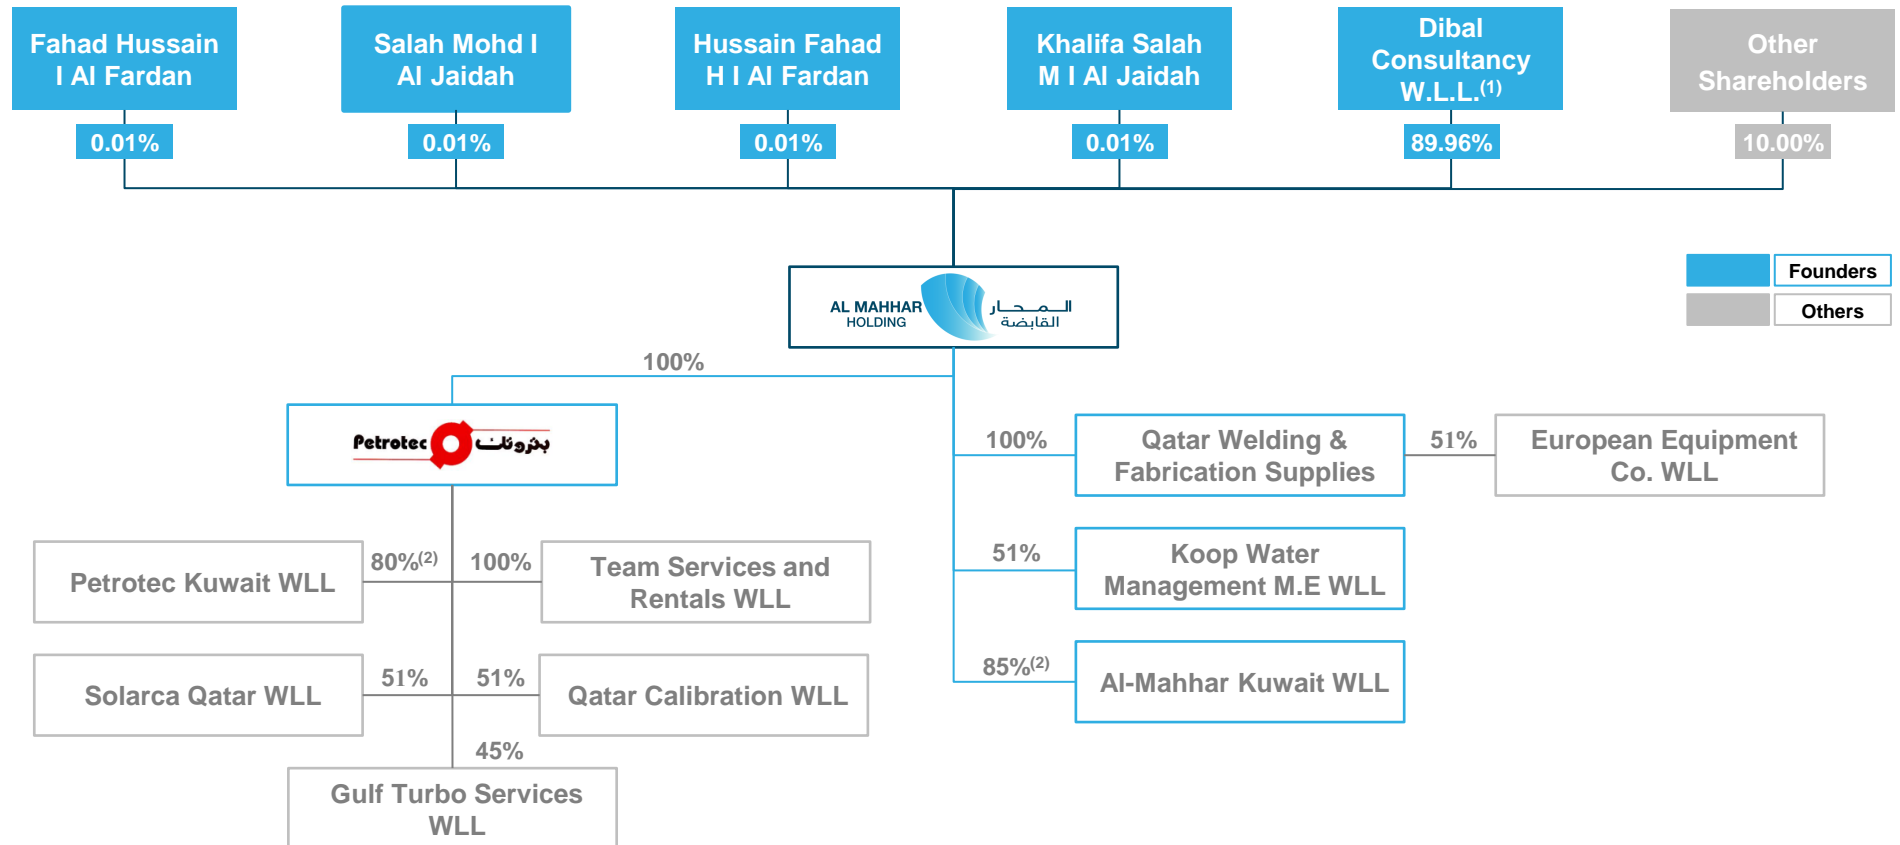 Fahad Hussain
I Al Fardan
Salah Mohd I
Al Jaidah
Hussain Fahad
H I Al Fardan
Khalifa Salah
M I Al Jaidah
Dibal
Consultancy
W.L.L.(1)
Other
Shareholders
0.01%
0.01%
0.01%
0.01%
89.96%
10.00%
AL MAHHAR
HOLDING
المحار
القابضة
Founders
Others
100%
Petrotec
بتروتك
100%
Qatar Welding &
Fabrication Supplies
51%
European Equipment
Co. WLL
Petrotec Kuwait WLL
80%(2)
100%
Team Services and
Rentals WLL
51%
Koop Water
Management M.E WLL
Solarca Qatar WLL
51%
51%
Qatar Calibration WLL
85%(2)
Al-Mahhar Kuwait WLL
45%
Gulf Turbo Services
WLL